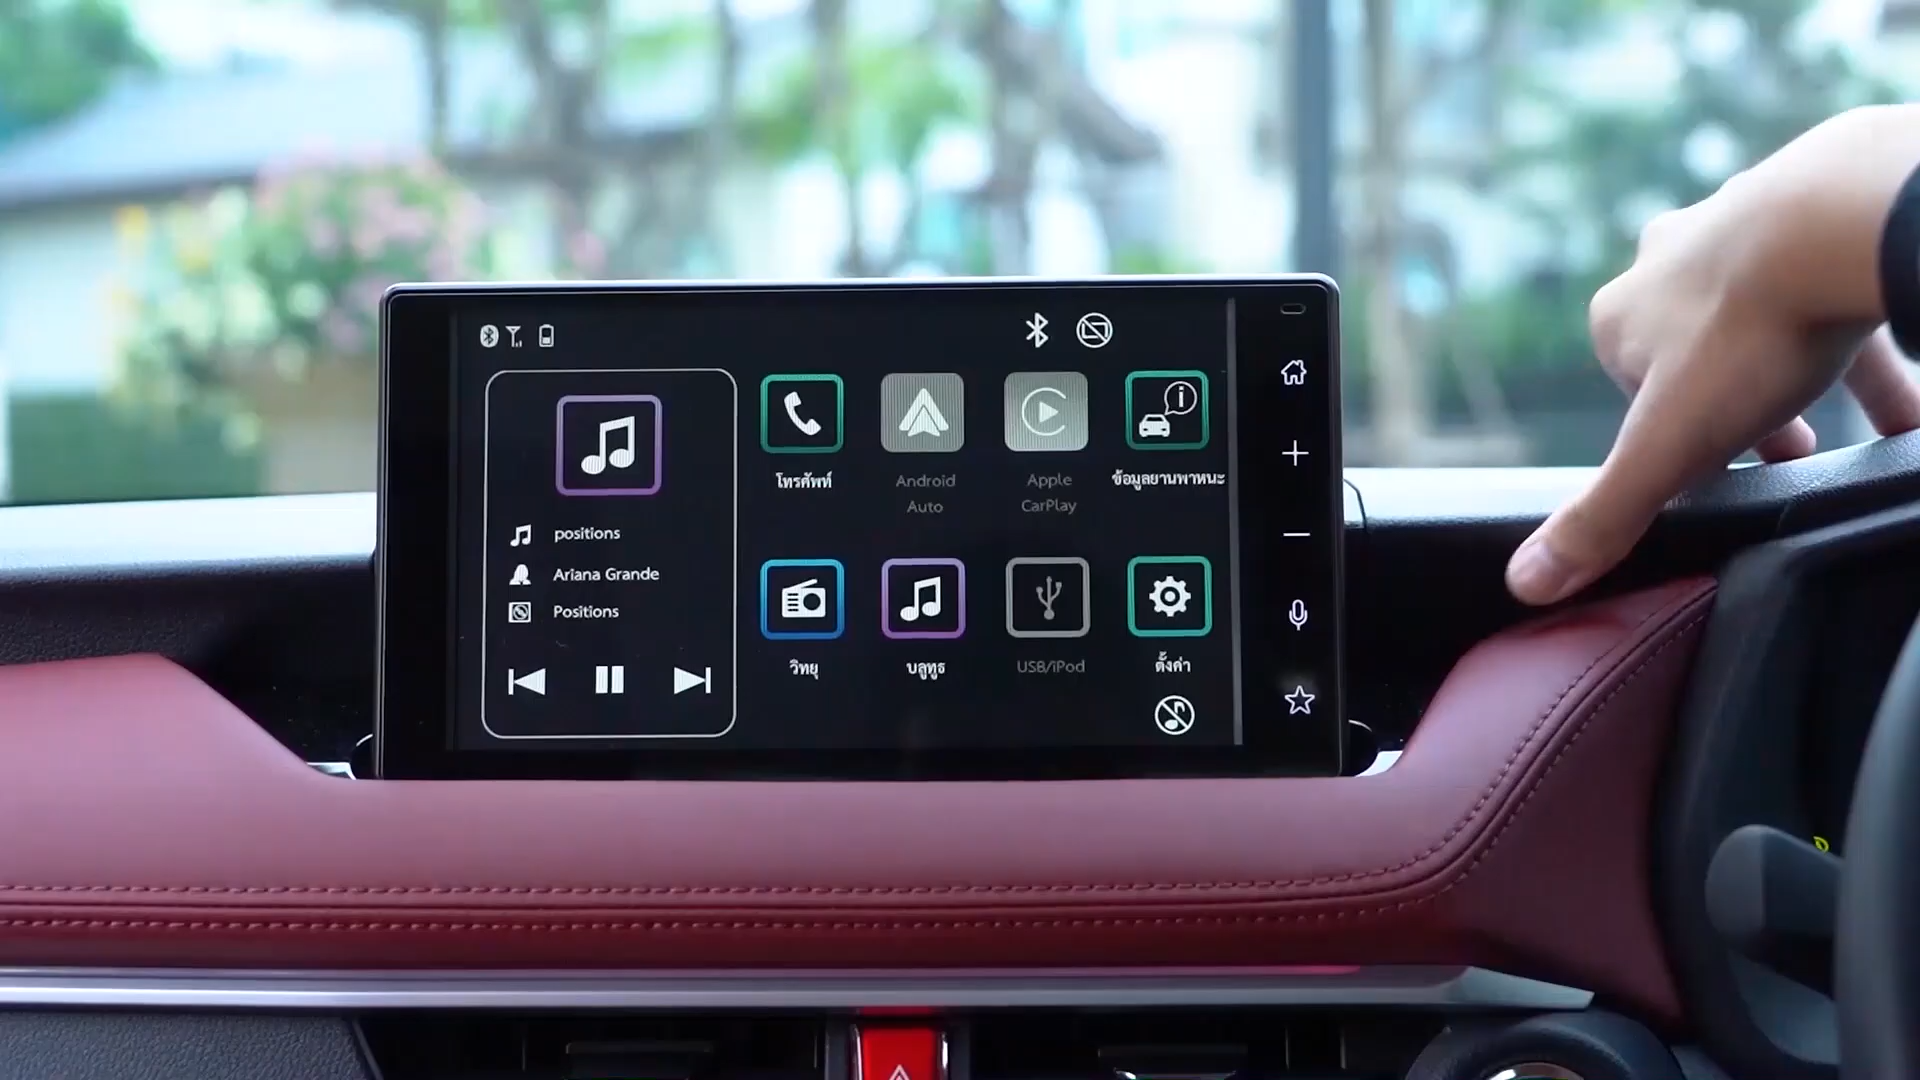 positions
Ariana Grande
Positions
โทรศัพท์
Android
Auto
Apple
CarPlay
ข้อมูลยานพาหนะ
วิทยุ
บลูทูธ
USB/iPod
ตั้งค่า